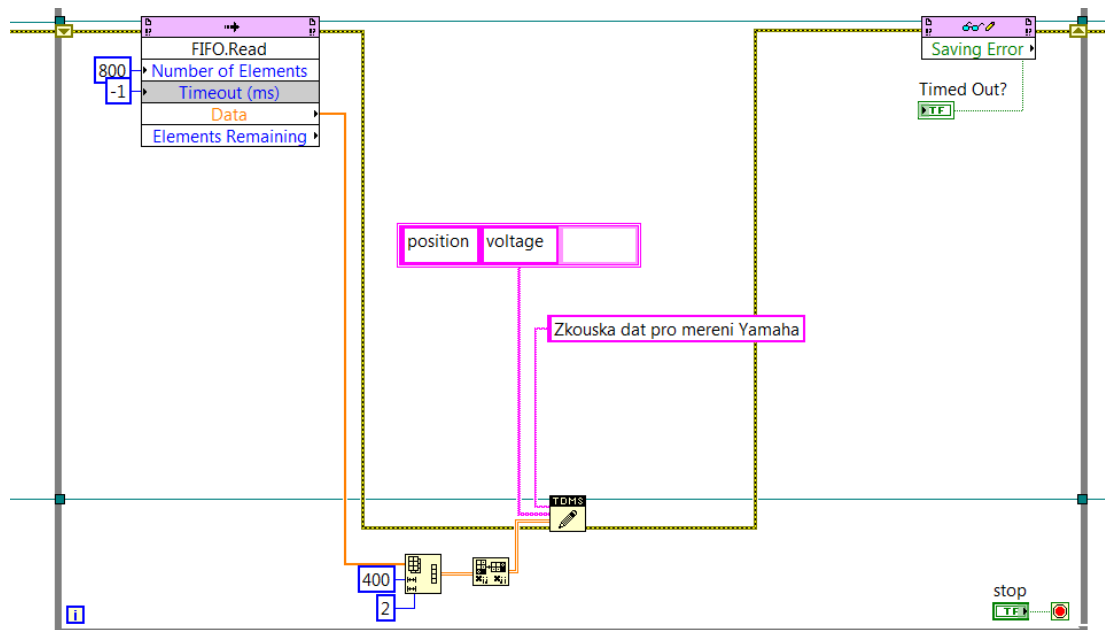 FIFO.Read
800
Number of Elements
-1
Timeout (ms)
Data
Elements Remaining
Saving Error
Timed Out?
TF
position
voltage
Zkouska dat pro mereni Yamaha
TDMS
400
2
i
stop
TF